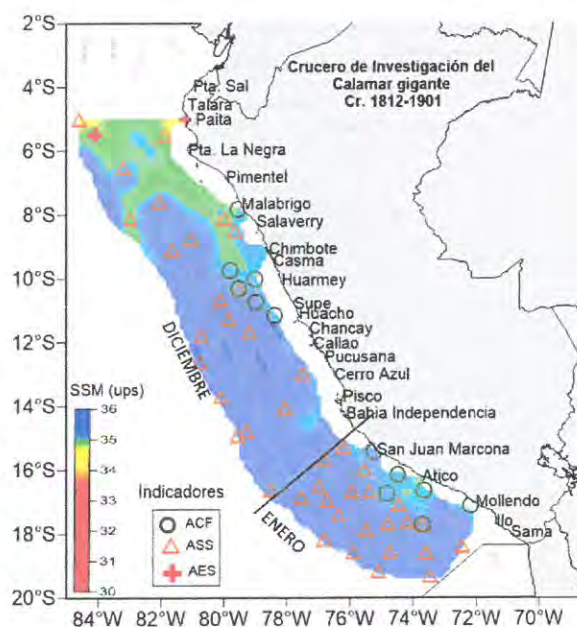 2°S
4°S
6°S
8°S
10°S
12°S
14°S
16°S
18°S
20°S
84°W
82°W
80°W
78°W
76°W
74°W
72°W
70°W
Crucero de Investigación del
Calamar gigante
Cr. 1812-1901
Pta. Sal
Talara
Paita
Pta. La Negra
Pimentel
Malabrigo
Salaverry
Chimbote
Casma
Huarmey
Supe
Huacho
Chancay
Callao
Pucusana
Cerro Azul
Pisco
Bahia Independencia
San Juan Marcona
Atico
Mollendo
Ilo
Sama
DICIEMBRE
ENERO
SSM (ups)
36
35
34
33
32
31
30
Indicadores
ACF
ASS
AES